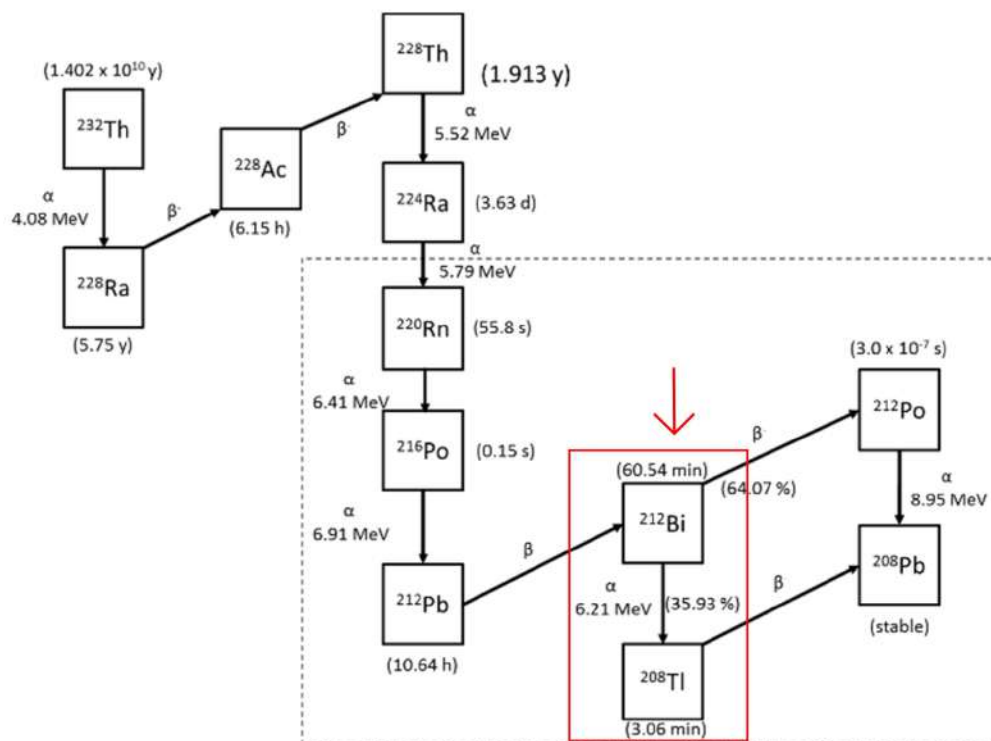 (1.402 x 10¹⁰ y)
²³²Th
α
4.08 MeV
²²⁸Ra
(5.75 y)
β⁻
²²⁸Ac
(6.15 h)
β⁻
²²⁸Th
(1.913 y)
α
5.52 MeV
²²⁴Ra
(3.63 d)
α
5.79 MeV
²²⁰Rn
(55.8 s)
α
6.41 MeV
²¹⁶Po
(0.15 s)
α
6.91 MeV
²¹²Pb
(10.64 h)
β
(60.54 min)
²¹²Bi
β
(64.07 %)
α
6.21 MeV
(35.93 %)
²⁰⁸Tl
(3.06 min)
β
(3.0 x 10⁻⁷ s)
²¹²Po
α
8.95 MeV
²⁰⁸Pb
(stable)